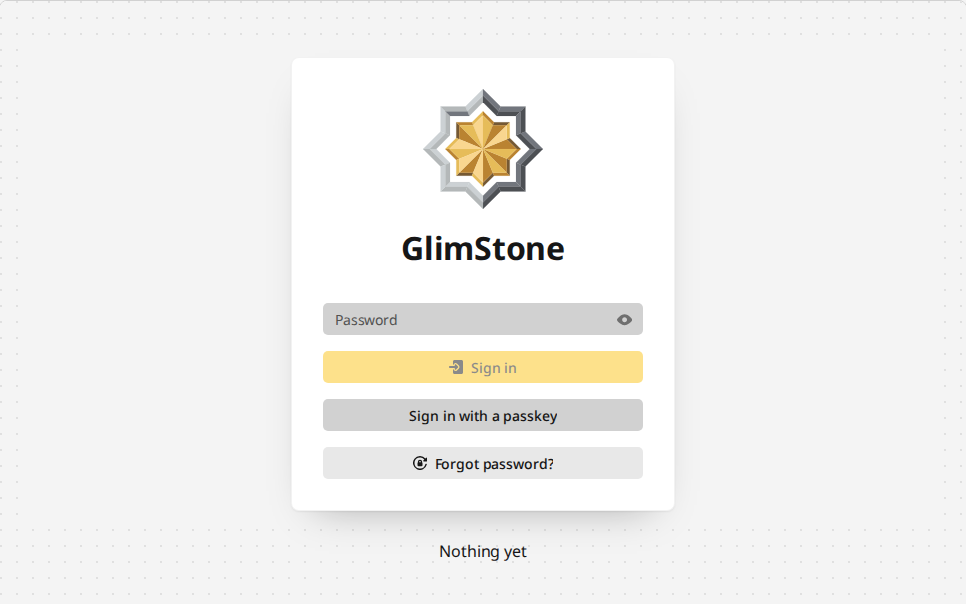 GlimStone
Password
Sign in
Sign in with a passkey
Forgot password?
Nothing yet